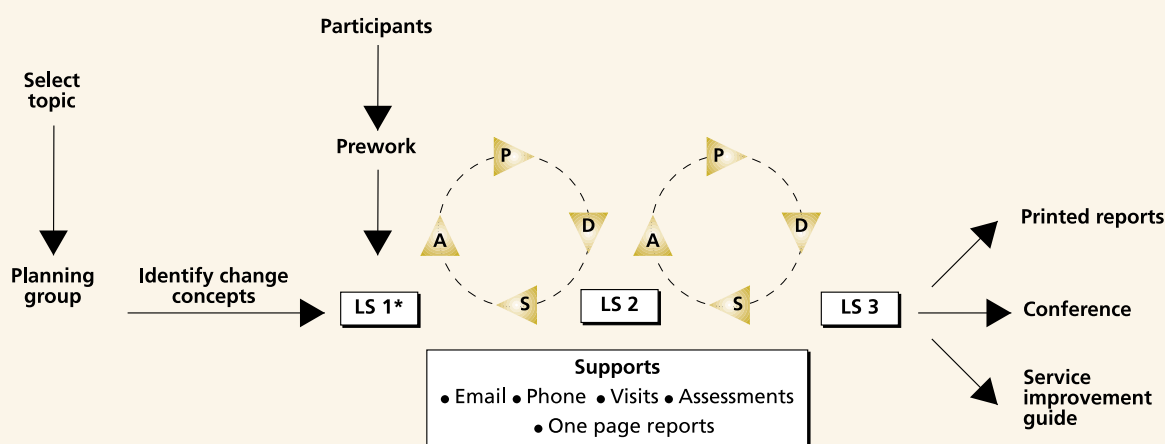 Participants
Select
topic
Prework
P
P
D
D
A
A
Printed reports
Planning
group
Identify change
concepts
LS 1*
S
LS 2
S
LS 3
Conference
Supports
● Email ● Phone ● Visits ● Assessments
● One page reports
Service
improvement
guide